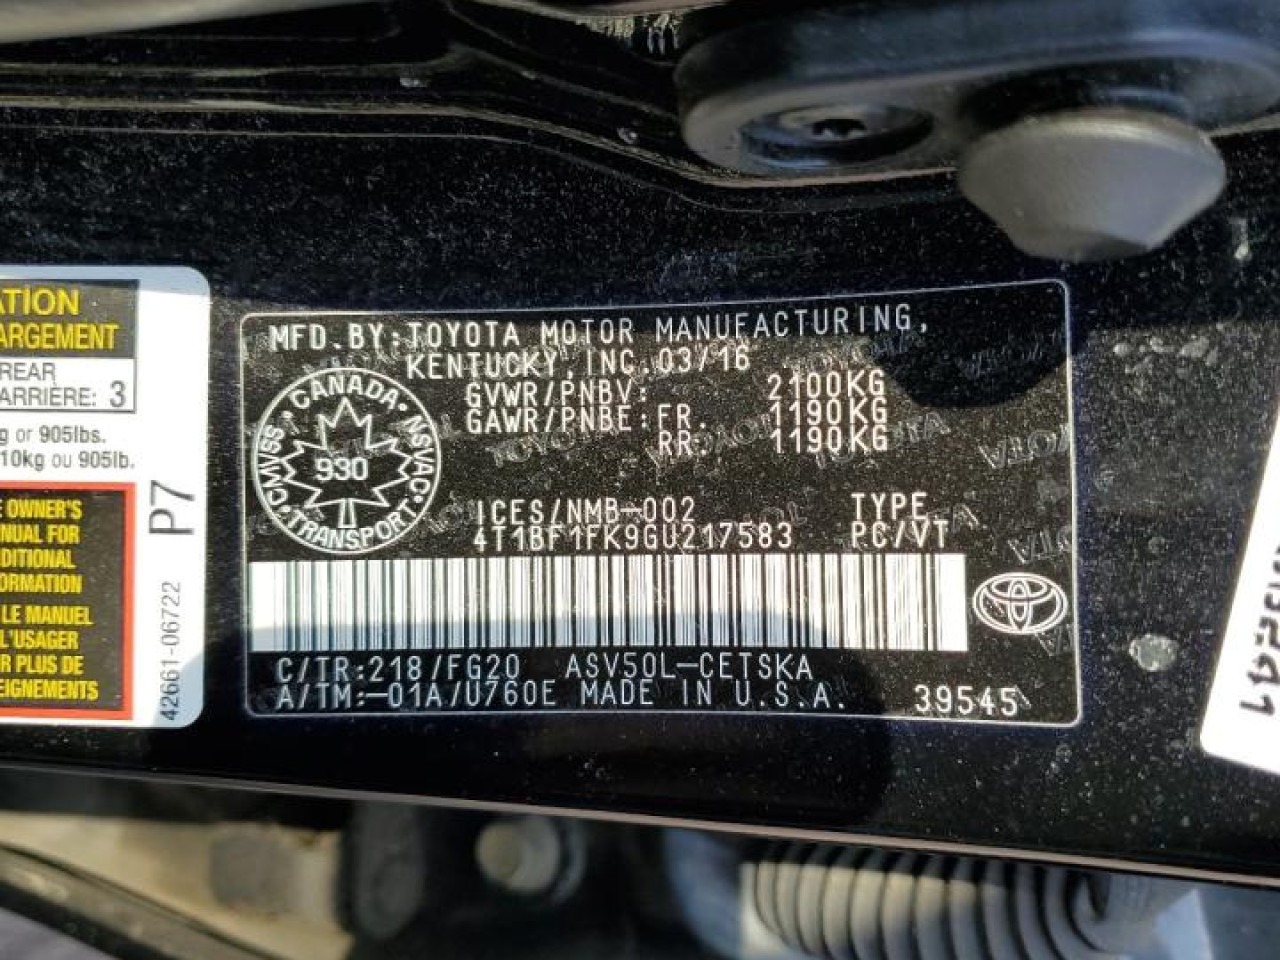 ATION
ARGEMENT
REAR
ARRIÈRE: 3
g or 905lbs.
10kg ou 905lb.
E OWNER'S
NUAL FOR
DITIONAL
ORMATION
LE MANUEL
L'USAGER
R PLUS DE
EIGNEMENTS
P7
42661-06722
MFD.BY:TOYOTA MOTOR MANUFACTURING,
KENTUCKY,INC.03/16
GVWR/PNBV: 2100KG
GAWR/PNBE:FR. 1190KG
RR: 1190KG
CANADA · NSVAC · TRANSPORT · CMVSS
930
ICES/NMB-002 TYPE
4T1BF1FK9GU217583 PC/VT
C/TR:218/FG20 ASV50L-CETSKA
A/TM:-01A/U760E MADE IN U.S.A. 39545